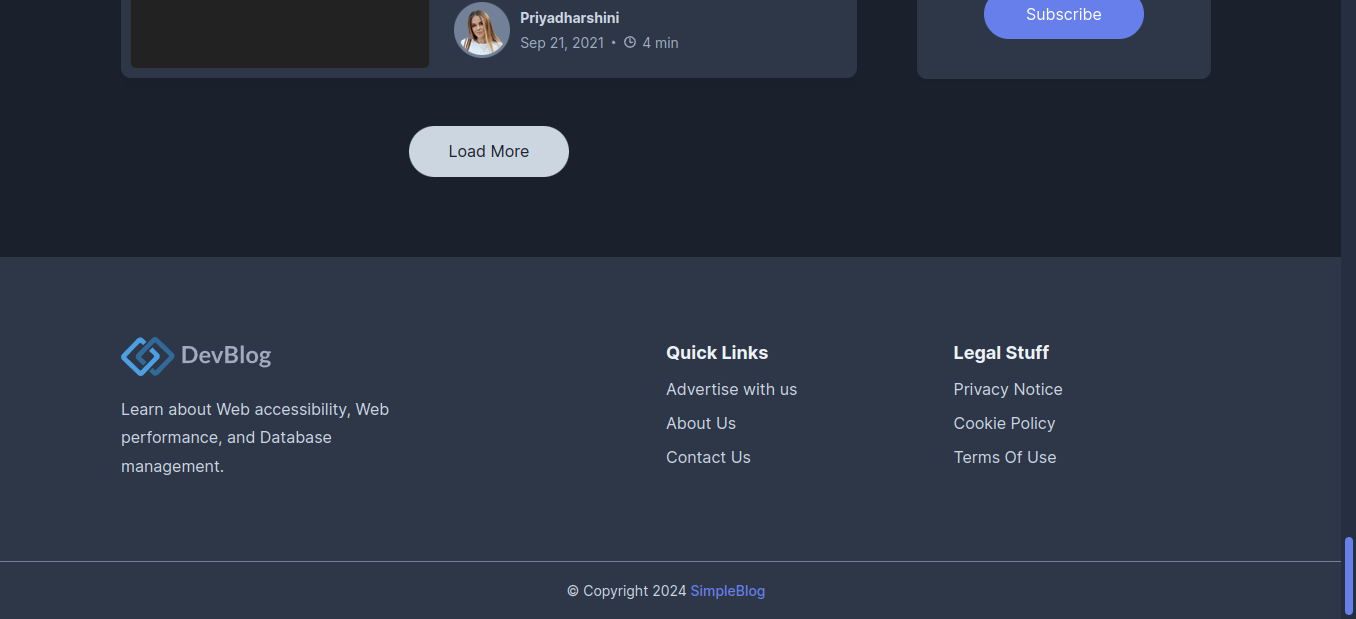 Priyadharshini
Sep 21, 2021 • 4 min
Subscribe
Load More
DevBlog
Learn about Web accessibility, Web
performance, and Database
management.
Quick Links
Advertise with us
About Us
Contact Us
Legal Stuff
Privacy Notice
Cookie Policy
Terms Of Use
© Copyright 2024 SimpleBlog